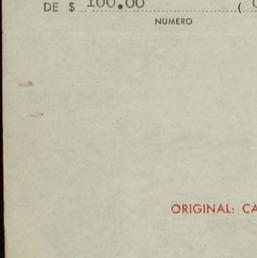 DE $ 100.00 (
NUMERO
ORIGINAL: CA